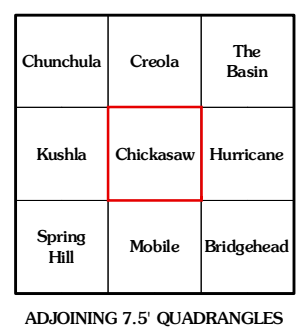 Chunchula
Creola
The
Basin
Kushla
Chickasaw
Hurricane
Spring
Hill
Mobile
Bridgehead
ADJOINING 7.5' QUADRANGLES